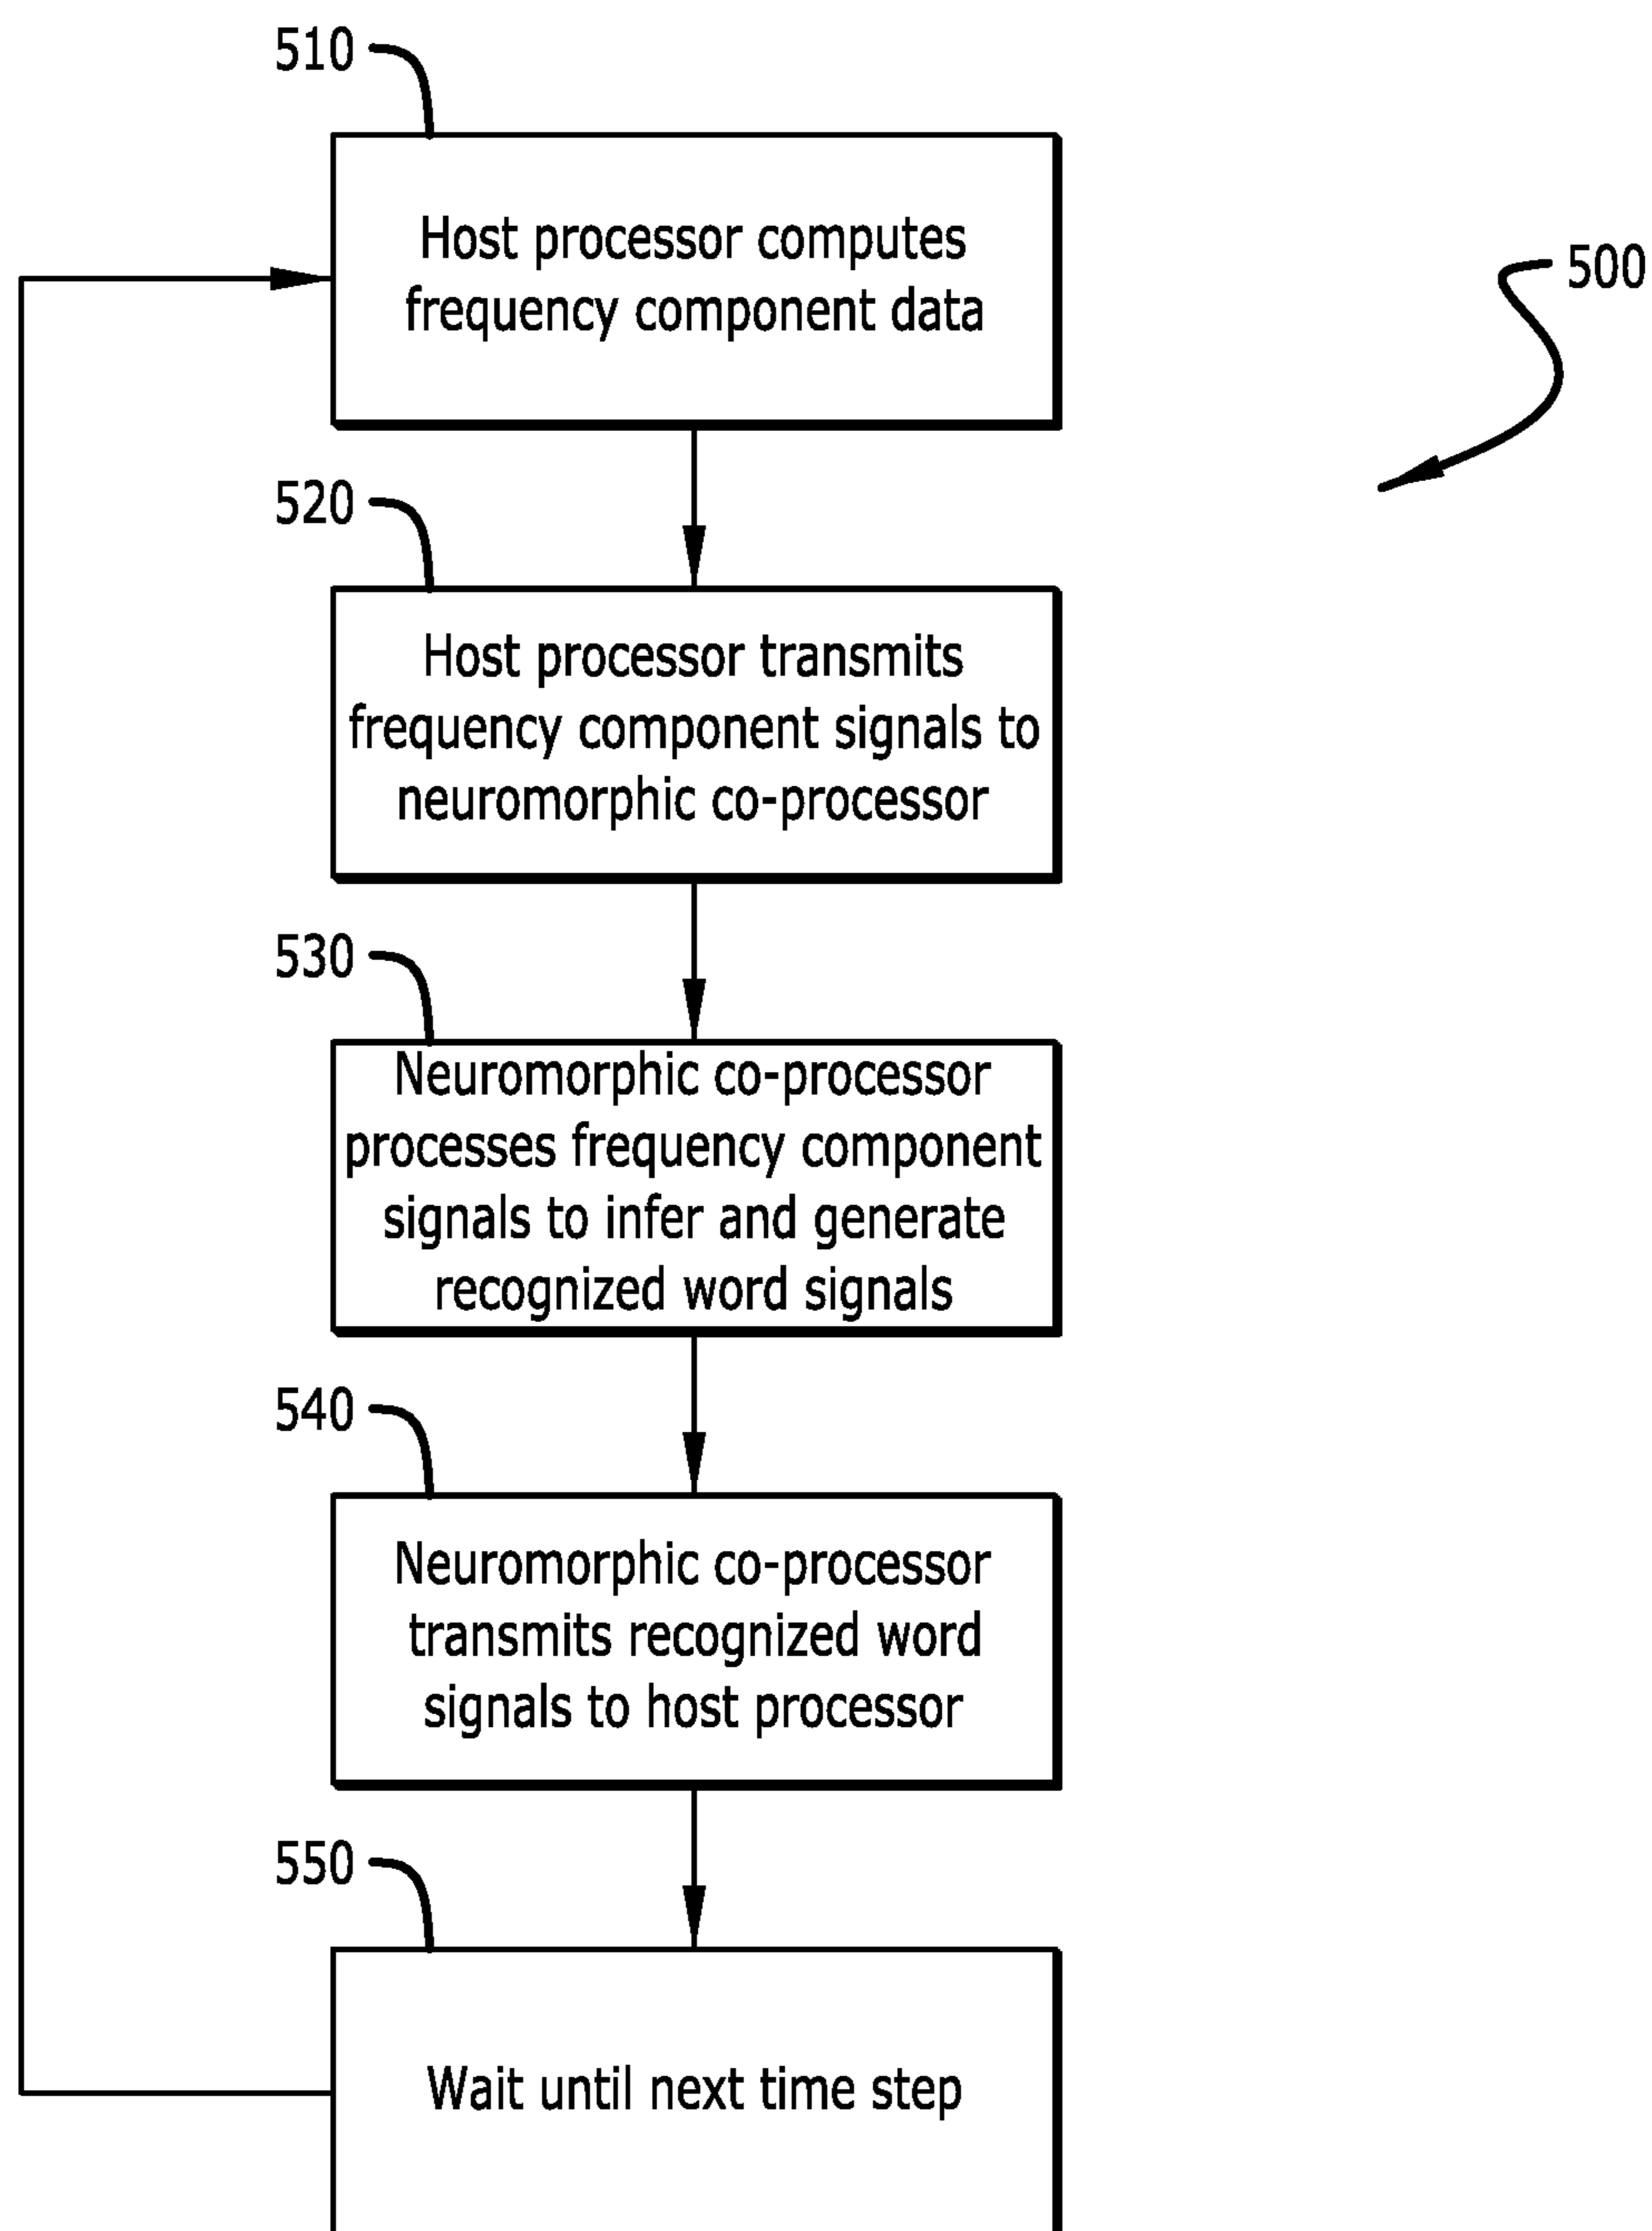 510
Host processor computes
frequency component data
500
520
Host processor transmits
frequency component signals to
neuromorphic co-processor
530
Neuromorphic co-processor
processes frequency component
signals to infer and generate
recognized word signals
540
Neuromorphic co-processor
transmits recognized word
signals to host processor
550
Wait until next time step